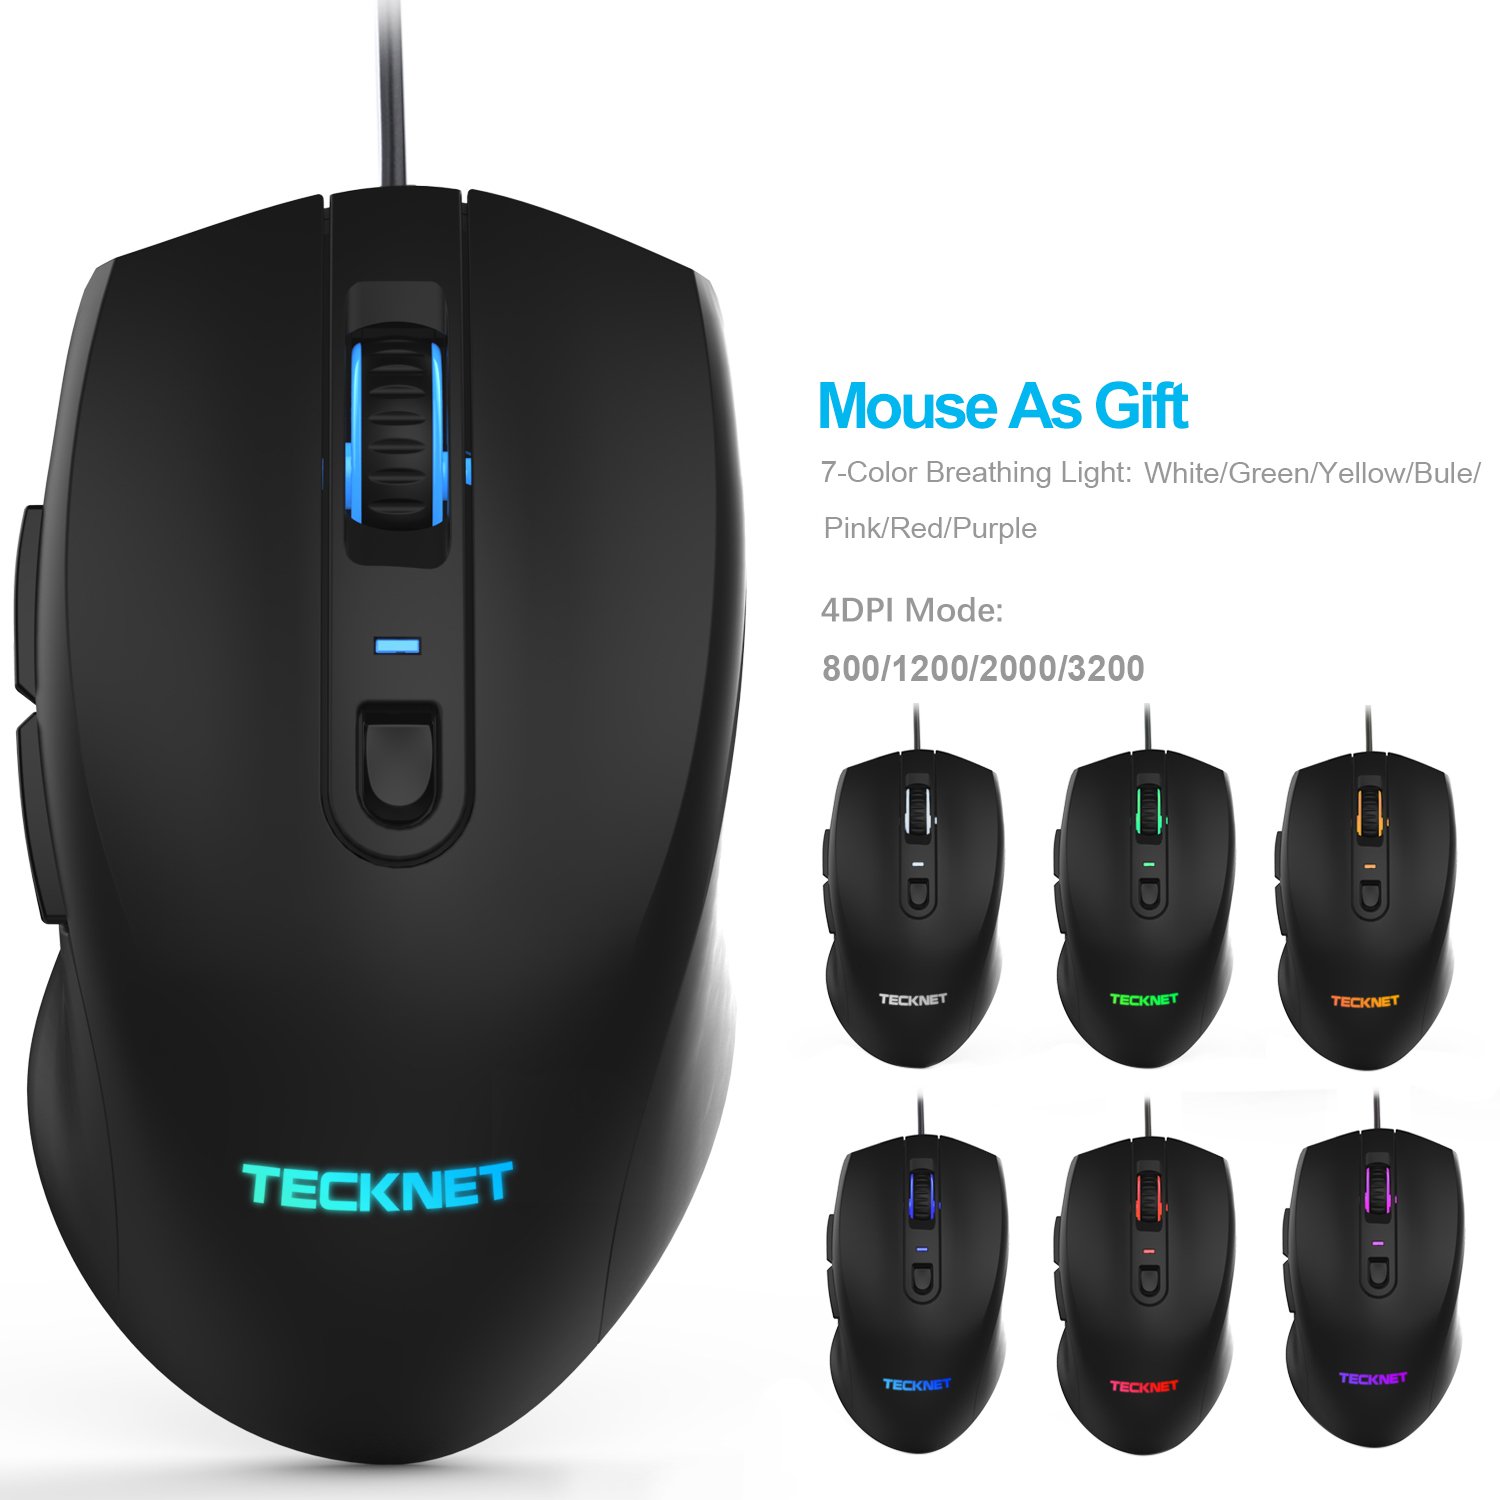 Mouse As Gift
7-Color Breathing Light: White/Green/Yellow/Bule/
Pink/Red/Purple
4DPI Mode:
800/1200/2000/3200
TECKNET
TECKNET
TECKNET
TECKNET
TECKNET
TECKNET
TECKNET